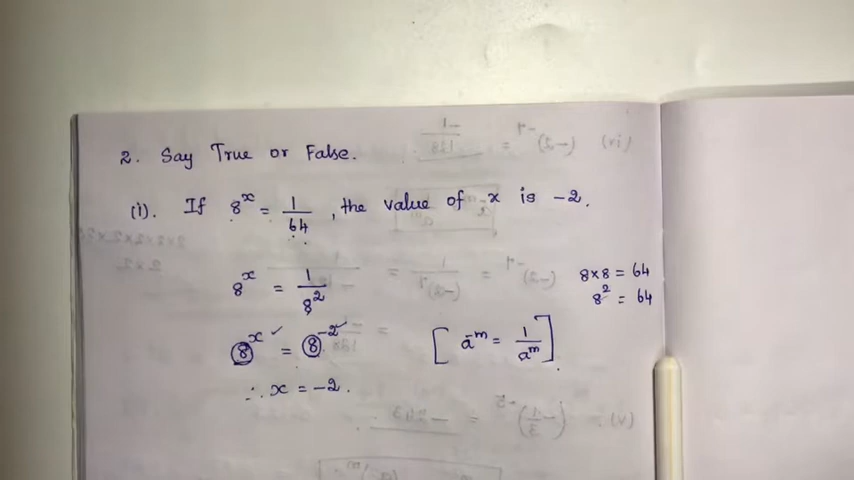 2. Say True or False.
(i). If 8^x = 1/64, the value of x is -2.
8^x = 1/8^2
8×8 = 64
8^2 = 64
8^x = 8^-2
[a^-m = 1/a^m].
∴ x = -2.